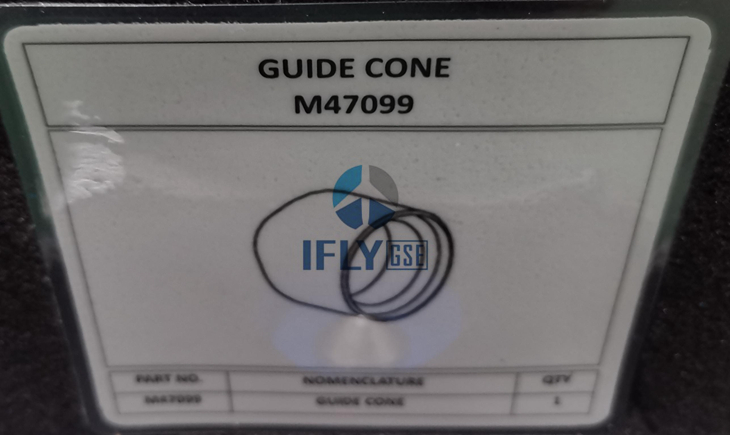 GUIDE CONE
M47099
IFLY GSE
PART NO. NOMENCLATURE QTY
M47099 GUIDE CONE 1